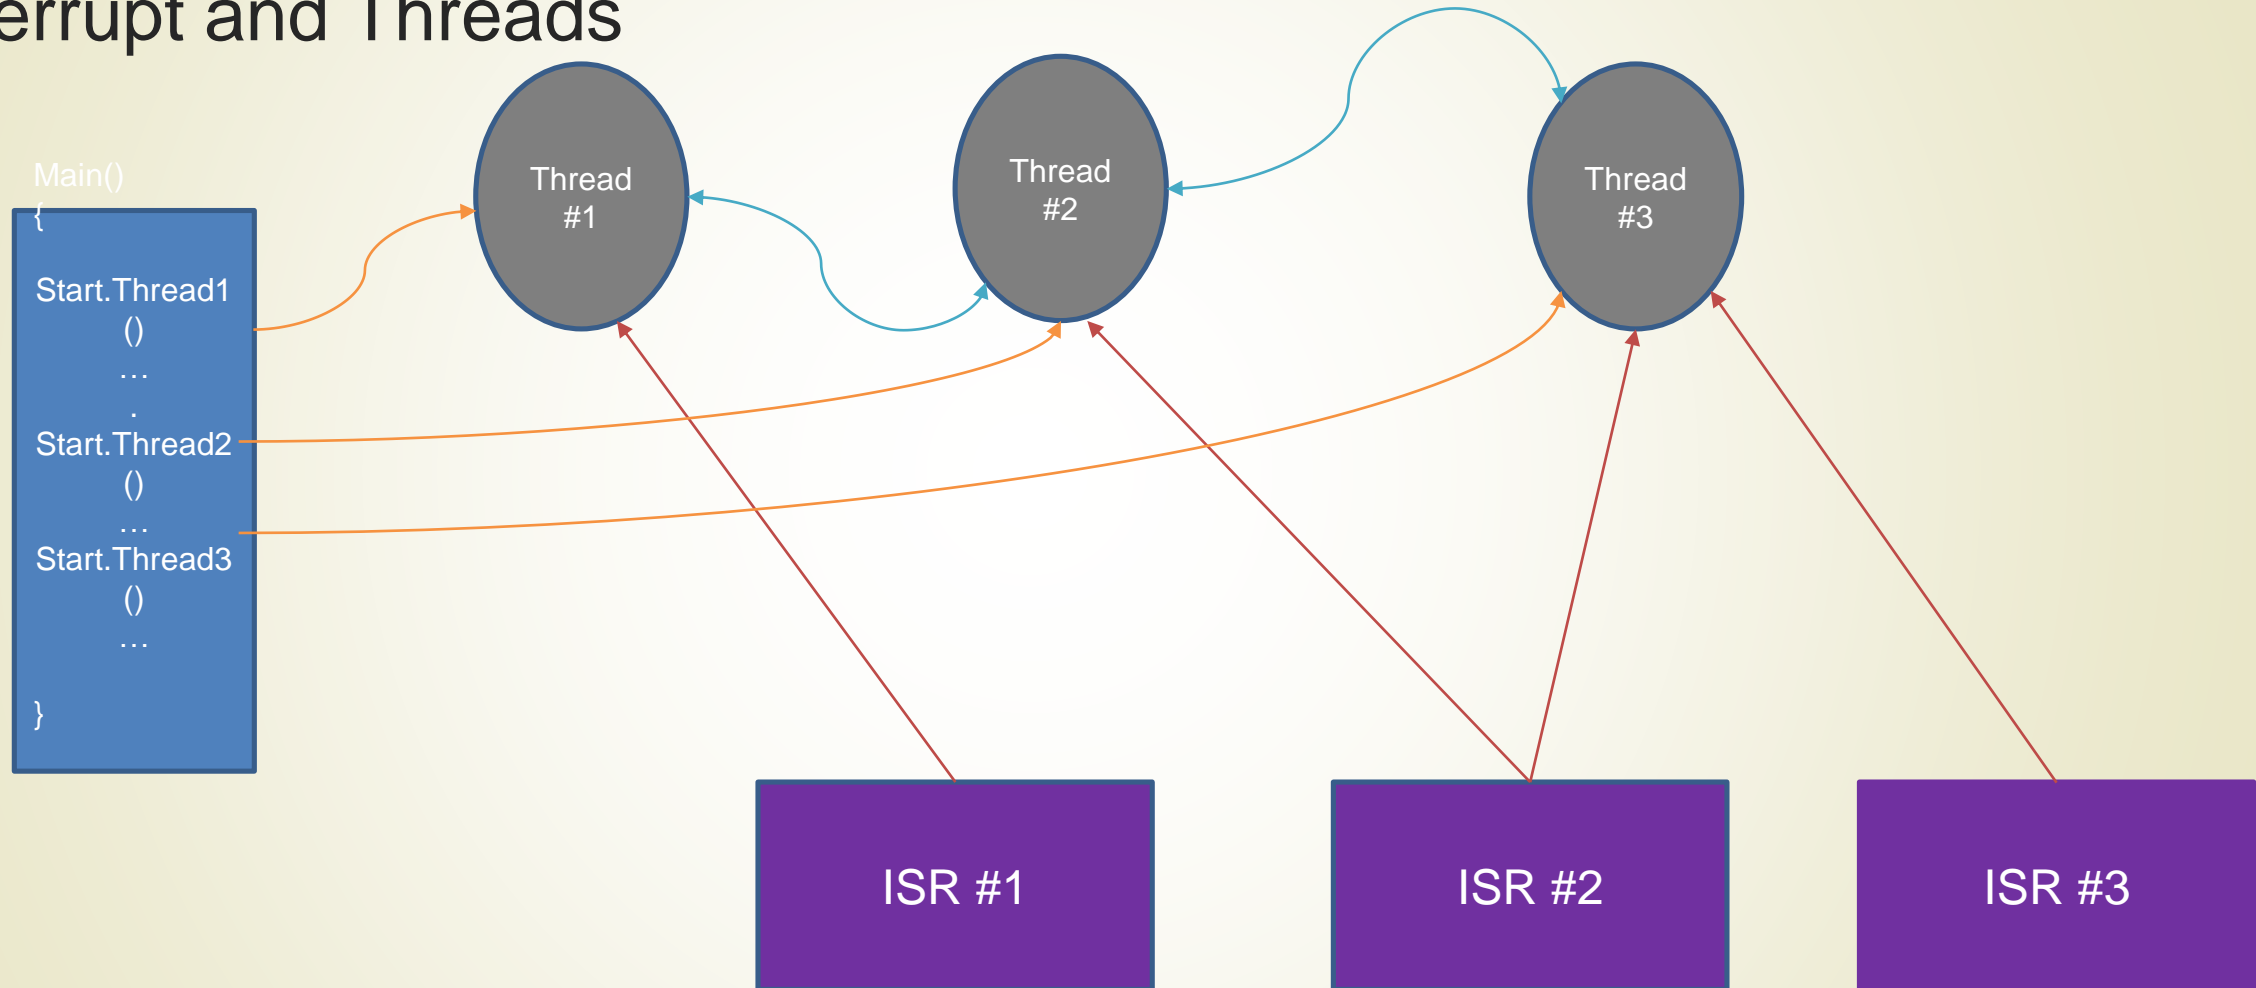 errupt and Threads
Main()
{
Start.Thread1
()
…
.
Start.Thread2
()
…
Start.Thread3
()
…
}
Thread
#1
Thread
#2
Thread
#3
ISR #1
ISR #2
ISR #3